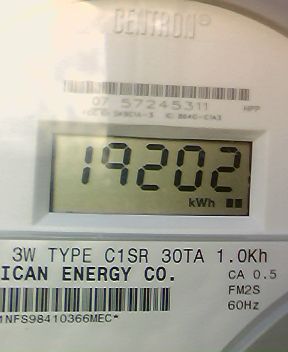 CENTRON®
07 57245311 HPP
19202
kWh
3W TYPE C1SR 30TA 1.0Kh
ICAN ENERGY CO. CA 0.5
FM2S
60Hz
1NFS98410366MEC*